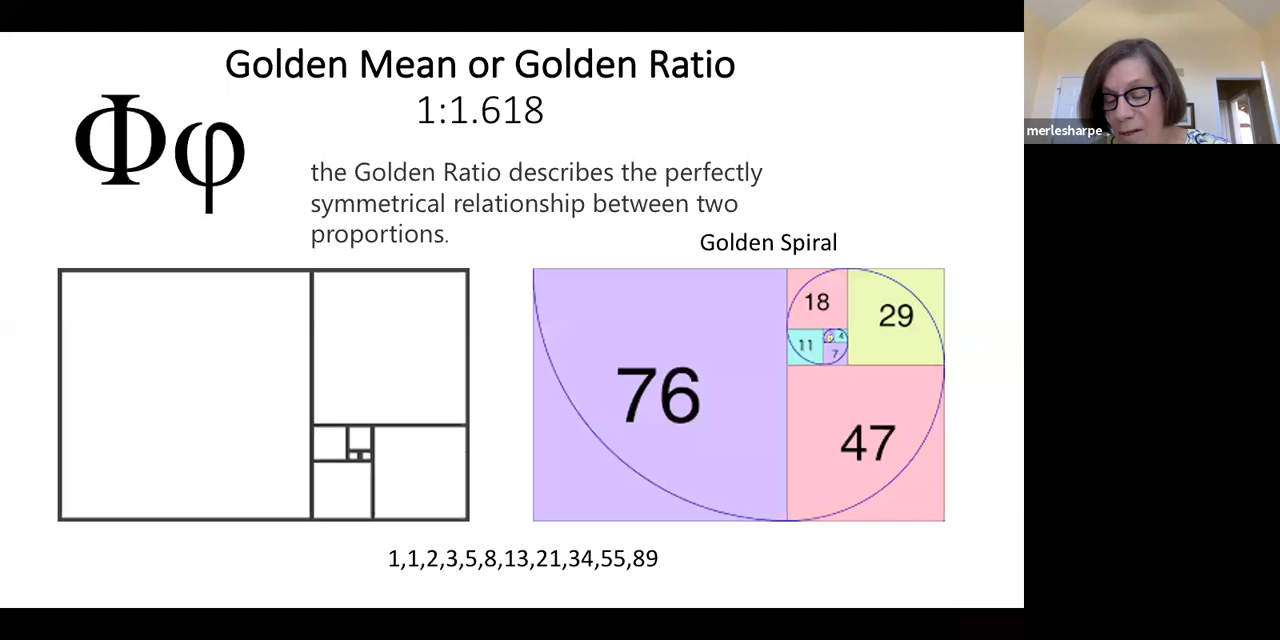 Golden Mean or Golden Ratio
1:1.618
Φφ
the Golden Ratio describes the perfectly
symmetrical relationship between two
proportions.
Golden Spiral
18
29
11
4
7
76
47
1,1,2,3,5,8,13,21,34,55,89
merlesharpe